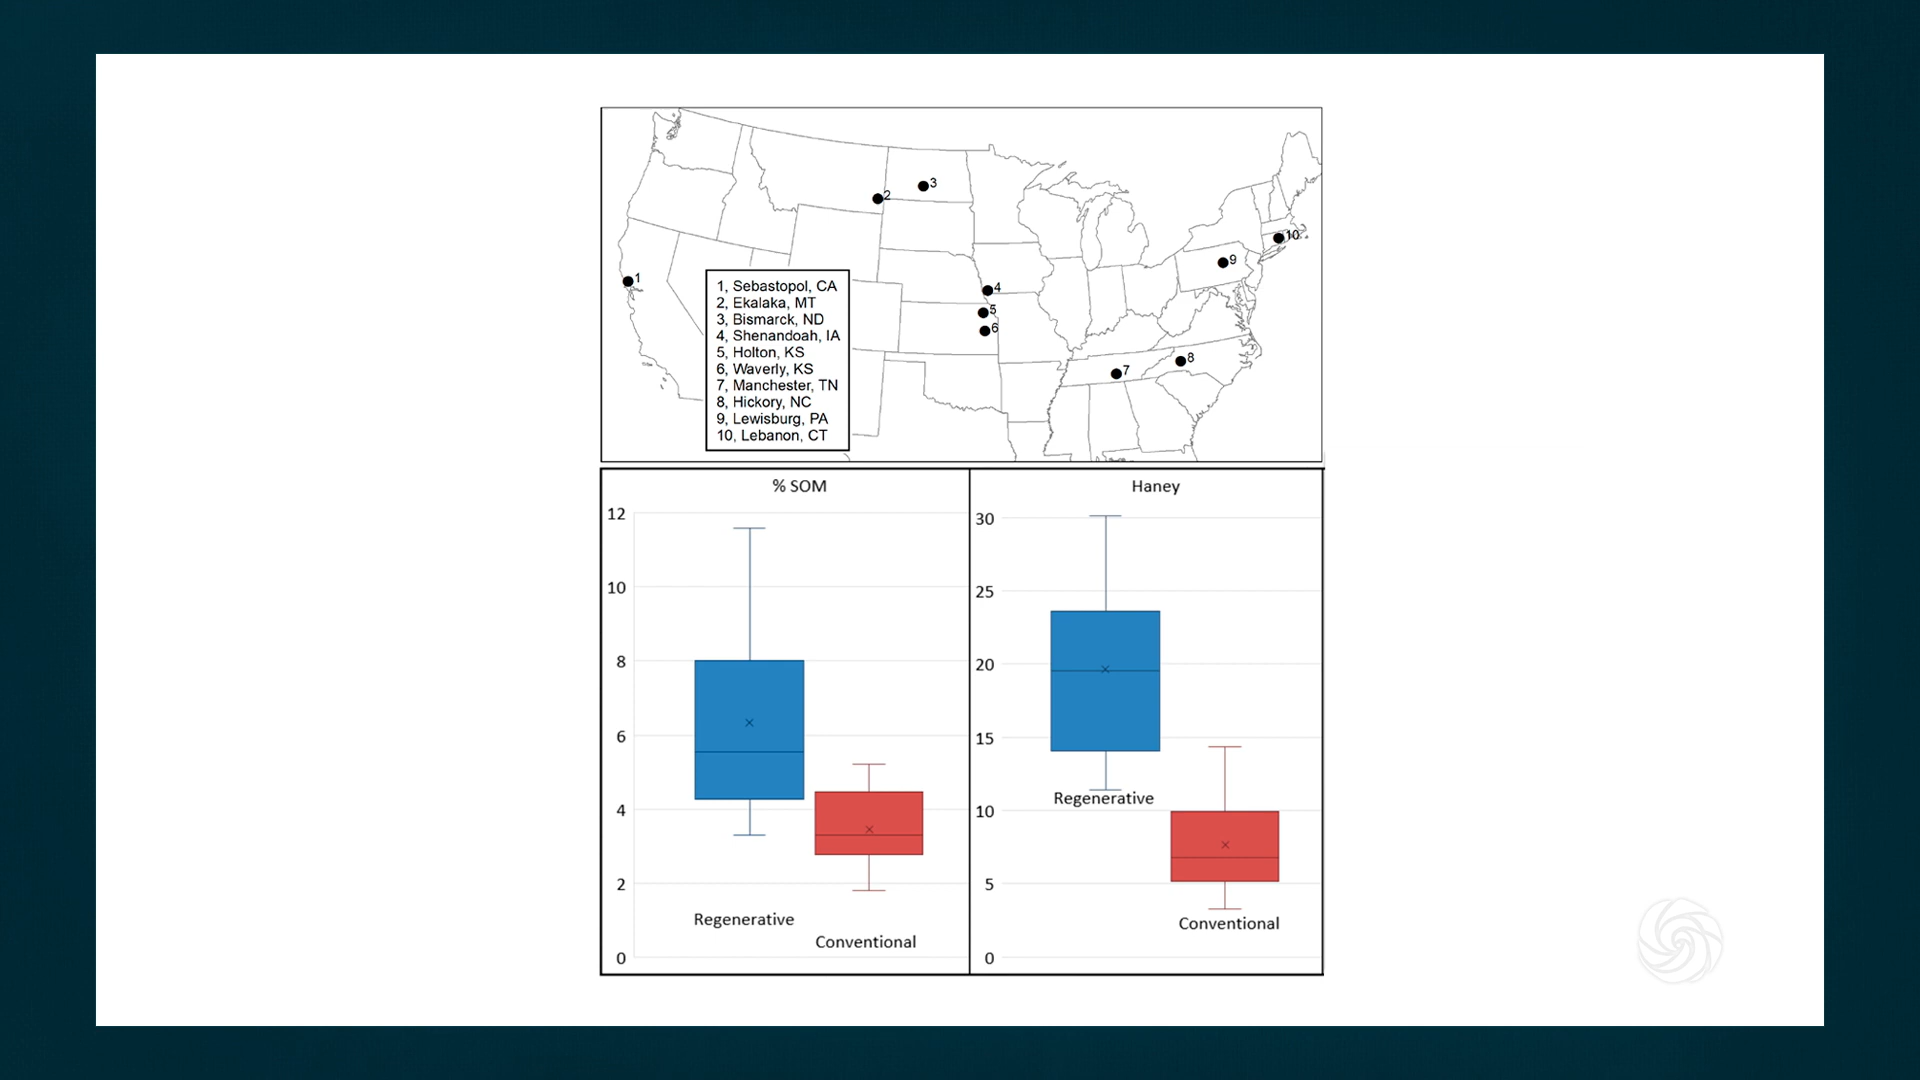 1
2
3
4
5
6
7
8
9
10
1, Sebastopol, CA
2, Ekalaka, MT
3, Bismarck, ND
4, Shenandoah, IA
5, Holton, KS
6, Waverly, KS
7, Manchester, TN
8, Hickory, NC
9, Lewisburg, PA
10, Lebanon, CT
% SOM
12
10
8
6
4
2
0
Regenerative
Conventional
Haney
30
25
20
15
10
5
0
Regenerative
Conventional